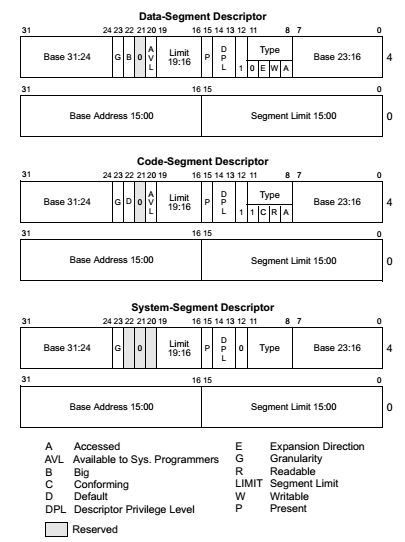 Data-Segment Descriptor
31 24 23 22 21 20 19 16 15 14 13 12 11 8 7 0
Base 31:24 G B 0 AVL Limit 19:16 P DPL 1 Type 0 E W A Base 23:16 4
31 16 15 0
Base Address 15:00 Segment Limit 15:00 0
Code-Segment Descriptor
31 24 23 22 21 20 19 16 15 14 13 12 11 8 7 0
Base 31:24 G D 0 AVL Limit 19:16 P DPL 1 Type 1 C R A Base 23:16 4
31 16 15 0
Base Address 15:00 Segment Limit 15:00 0
System-Segment Descriptor
31 24 23 22 21 20 19 16 15 14 13 12 11 8 7 0
Base 31:24 G 0 Limit 19:16 P DPL 0 Type Base 23:16 4
31 16 15 0
Base Address 15:00 Segment Limit 15:00 0
A Accessed
AVL Available to Sys. Programmers
B Big
C Conforming
D Default
DPL Descriptor Privilege Level
Reserved
E Expansion Direction
G Granularity
R Readable
LIMIT Segment Limit
W Writable
P Present